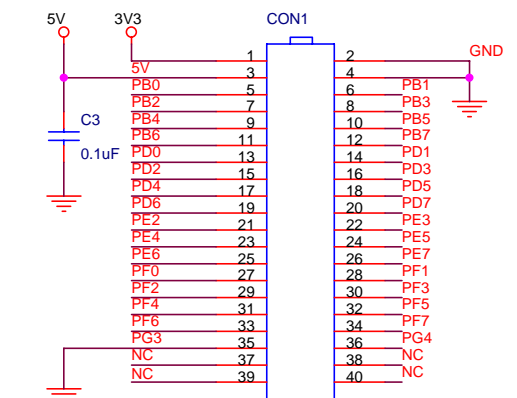 5V 3V3 CON1
1 2 GND
5V 3 4
PB0 5 6 PB1
PB2 7 8 PB3
PB4 9 10 PB5
C3
PB6 11 12 PB7
0.1uF
PD0 13 14 PD1
PD2 15 16 PD3
PD4 17 18 PD5
PD6 19 20 PD7
PE2 21 22 PE3
PE4 23 24 PE5
PE6 25 26 PE7
PF0 27 28 PF1
PF2 29 30 PF3
PF4 31 32 PF5
PF6 33 34 PF7
PG3 35 36 PG4
NC 37 38 NC
NC 39 40 NC